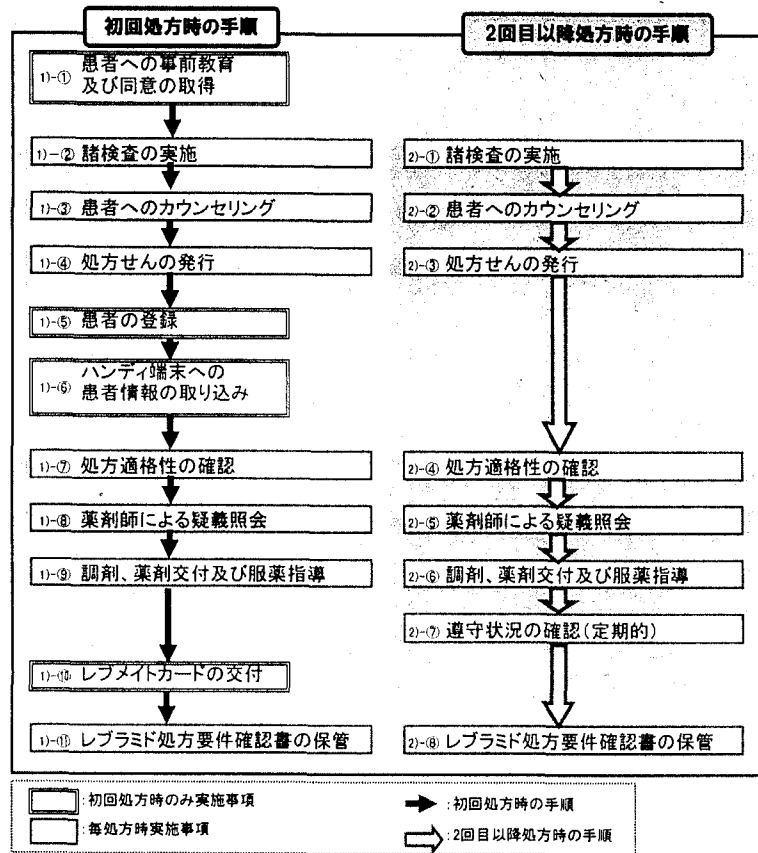 初回処方時の手順
1)-① 患者への事前教育
及び同意の取得
1)-② 諸検査の実施
1)-③ 患者へのカウンセリング
1)-④ 処方せんの発行
1)-⑤ 患者の登録
1)-⑥ ハンディ端末への
患者情報の取り込み
1)-⑦ 処方適格性の確認
1)-⑧ 薬剤師による疑義照会
1)-⑨ 調剤、薬剤交付及び服薬指導
1)-⑩ レブメイトカードの交付
1)-⑪ レブラミド処方要件確認書の保管
2回目以降処方時の手順
2)-① 諸検査の実施
2)-② 患者へのカウンセリング
2)-③ 処方せんの発行
2)-④ 処方適格性の確認
2)-⑤ 薬剤師による疑義照会
2)-⑥ 調剤、薬剤交付及び服薬指導
2)-⑦ 遵守状況の確認(定期的)
2)-⑧ レブラミド処方要件確認書の保管
:初回処方時のみ実施事項
:毎処方時実施事項
:初回処方時の手順
:2回目以降処方時の手順